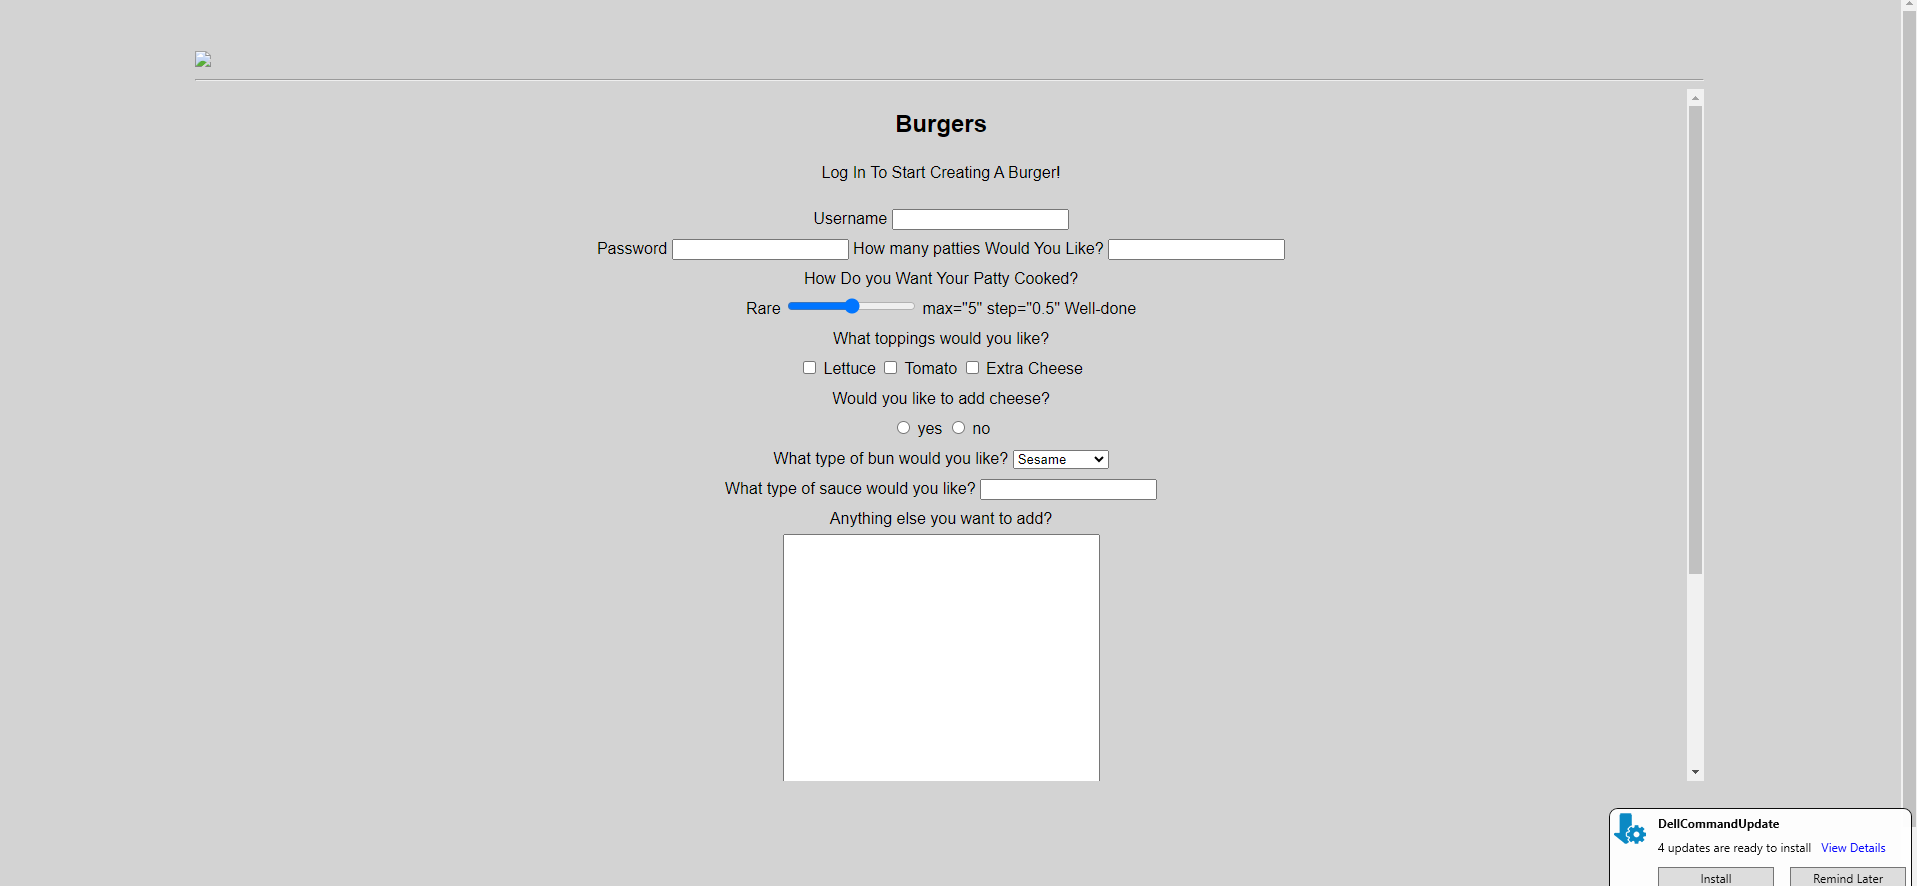 Burgers
Log In To Start Creating A Burger!
Username
Password How many patties Would You Like?
How Do you Want Your Patty Cooked?
Rare max="5" step="0.5" Well-done
What toppings would you like?
Lettuce Tomato Extra Cheese
Would you like to add cheese?
yes no
What type of bun would you like? Sesame
What type of sauce would you like?
Anything else you want to add?
DellCommandUpdate
4 updates are ready to install View Details
Install Remind Later